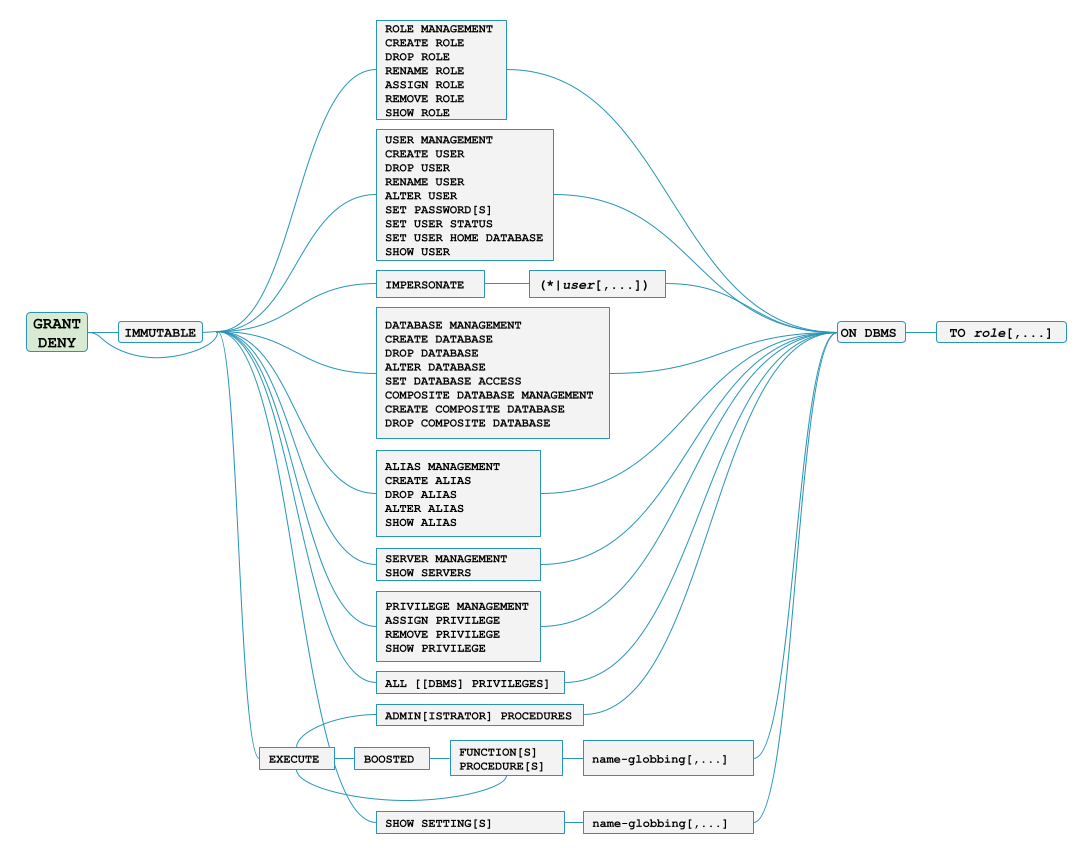 GRANT
DENY
IMMUTABLE
ROLE MANAGEMENT
CREATE ROLE
DROP ROLE
RENAME ROLE
ASSIGN ROLE
REMOVE ROLE
SHOW ROLE
USER MANAGEMENT
CREATE USER
DROP USER
RENAME USER
ALTER USER
SET PASSWORD[S]
SET USER STATUS
SET USER HOME DATABASE
SHOW USER
IMPERSONATE
(*|user[,...])
DATABASE MANAGEMENT
CREATE DATABASE
DROP DATABASE
ALTER DATABASE
SET DATABASE ACCESS
COMPOSITE DATABASE MANAGEMENT
CREATE COMPOSITE DATABASE
DROP COMPOSITE DATABASE
ALIAS MANAGEMENT
CREATE ALIAS
DROP ALIAS
ALTER ALIAS
SHOW ALIAS
SERVER MANAGEMENT
SHOW SERVERS
PRIVILEGE MANAGEMENT
ASSIGN PRIVILEGE
REMOVE PRIVILEGE
SHOW PRIVILEGE
ALL [[DBMS] PRIVILEGES]
ADMIN[ISTRATOR] PROCEDURES
EXECUTE
BOOSTED
FUNCTION[S]
PROCEDURE[S]
name-globbing[,...]
SHOW SETTING[S]
name-globbing[,...]
ON DBMS
TO role[,...]